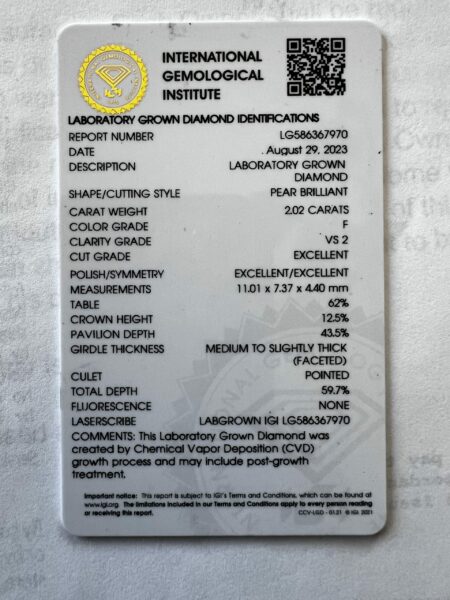 INTERNATIONAL
GEMOLOGICAL
INSTITUTE
IGI
LABORATORY GROWN DIAMOND IDENTIFICATIONS
REPORT NUMBER LG586367970
DATE August 29, 2023
DESCRIPTION LABORATORY GROWN
DIAMOND
SHAPE/CUTTING STYLE PEAR BRILLIANT
CARAT WEIGHT 2.02 CARATS
COLOR GRADE F
CLARITY GRADE VS 2
CUT GRADE EXCELLENT
POLISH/SYMMETRY EXCELLENT/EXCELLENT
MEASUREMENTS 11.01 x 7.37 x 4.40 mm
TABLE 62%
CROWN HEIGHT 12.5%
PAVILION DEPTH 43.5%
GIRDLE THICKNESS MEDIUM TO SLIGHTLY THICK
(FACETED)
CULET POINTED
TOTAL DEPTH 59.7%
FLUORESCENCE NONE
LASERSCRIBE LABGROWN IGI LG586367970
COMMENTS: This Laboratory Grown Diamond was
created by Chemical Vapor Deposition (CVD)
growth process and may include post-growth
treatment.
Important notice: This report is subject to IGI's Terms and Conditions, which can be found at
www.igi.org. The limitations included in our Terms and Conditions apply to every person reading
or receiving this report.
CCV-LGD - 01.21 © IGI, 2021